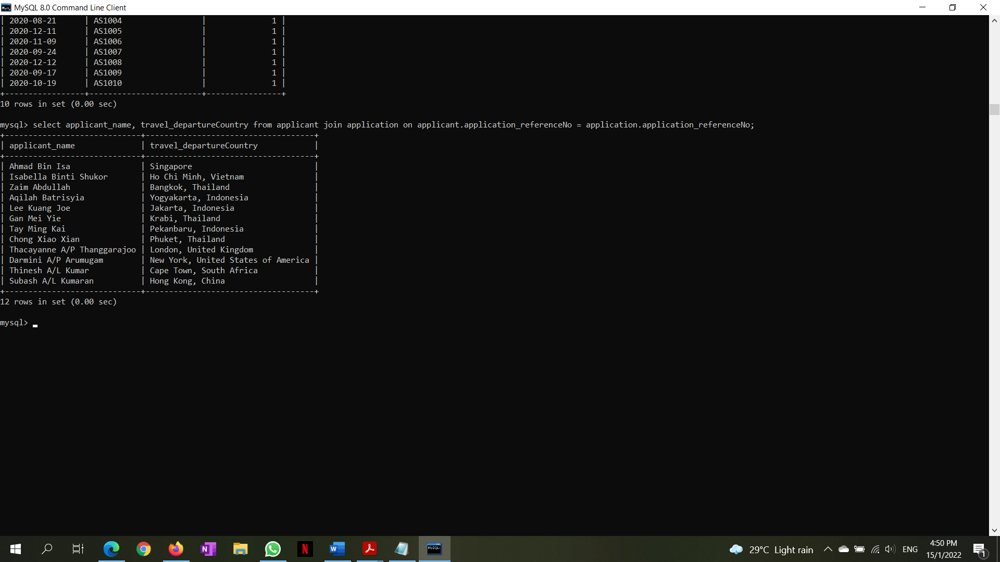 MySQL 8.0 Command Line Client
| 2020-08-21      | AS1004                 |              1 |
| 2020-12-11      | AS1005                 |              1 |
| 2020-11-09      | AS1006                 |              1 |
| 2020-09-24      | AS1007                 |              1 |
| 2020-12-12      | AS1008                 |              1 |
| 2020-09-17      | AS1009                 |              1 |
| 2020-10-19      | AS1010                 |              1 |
+-----------------+------------------------+----------------+
10 rows in set (0.00 sec)
mysql> select applicant_name, travel_departureCountry from applicant join application on applicant.application_referenceNo = application.application_referenceNo;
+-----------------------------+------------------------------------+
| applicant_name              | travel_departureCountry            |
+-----------------------------+------------------------------------+
| Ahmad Bin Isa               | Singapore                          |
| Isabella Binti Shukor       | Ho Chi Minh, Vietnam               |
| Zaim Abdullah               | Bangkok, Thailand                  |
| Aqilah Batrisyia            | Yogyakarta, Indonesia              |
| Lee Kuang Joe               | Jakarta, Indonesia                 |
| Gan Mei Yie                 | Krabi, Thailand                    |
| Tay Ming Kai                | Pekanbaru, Indonesia               |
| Chong Xiao Xian             | Phuket, Thailand                   |
| Thacayanne A/P Thanggarajoo | London, United Kingdom             |
| Darmini A/P Arumugam        | New York, United States of America |
| Thinesh A/L Kumar           | Cape Town, South Africa            |
| Subash A/L Kumaran          | Hong Kong, China                   |
+-----------------------------+------------------------------------+
12 rows in set (0.00 sec)
mysql> _
29°C Light rain ENG 4:50 PM
15/1/2022
1